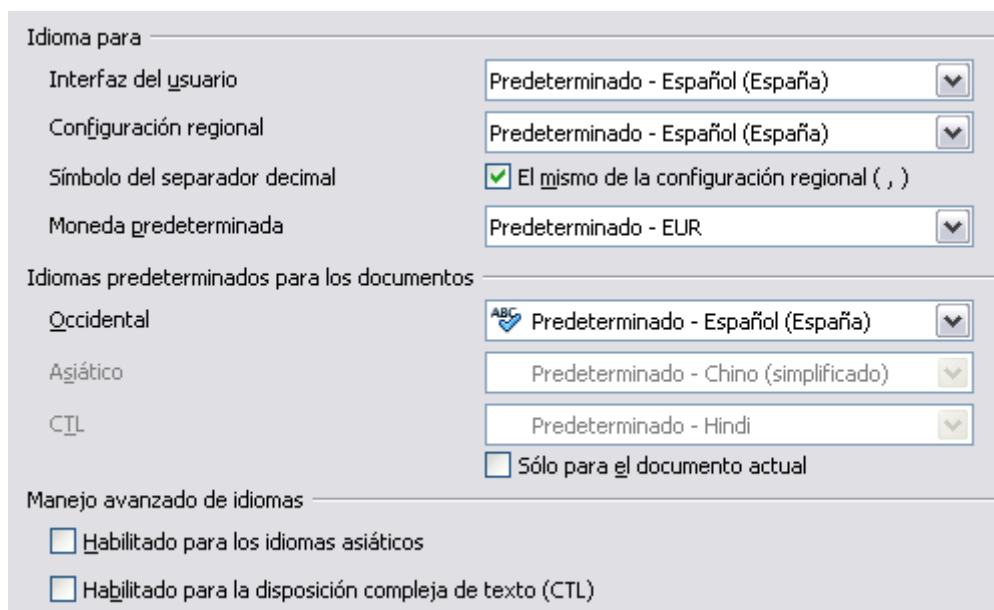 Idioma para
Interfaz del usuario Predeterminado - Español (España)
Configuración regional Predeterminado - Español (España)
Símbolo del separador decimal El mismo de la configuración regional ( , )
Moneda predeterminada Predeterminado - EUR
Idiomas predeterminados para los documentos
Occidental ABC Predeterminado - Español (España)
Asiático Predeterminado - Chino (simplificado)
CTL Predeterminado - Hindi
Sólo para el documento actual
Manejo avanzado de idiomas
Habilitado para los idiomas asiáticos
Habilitado para la disposición compleja de texto (CTL)